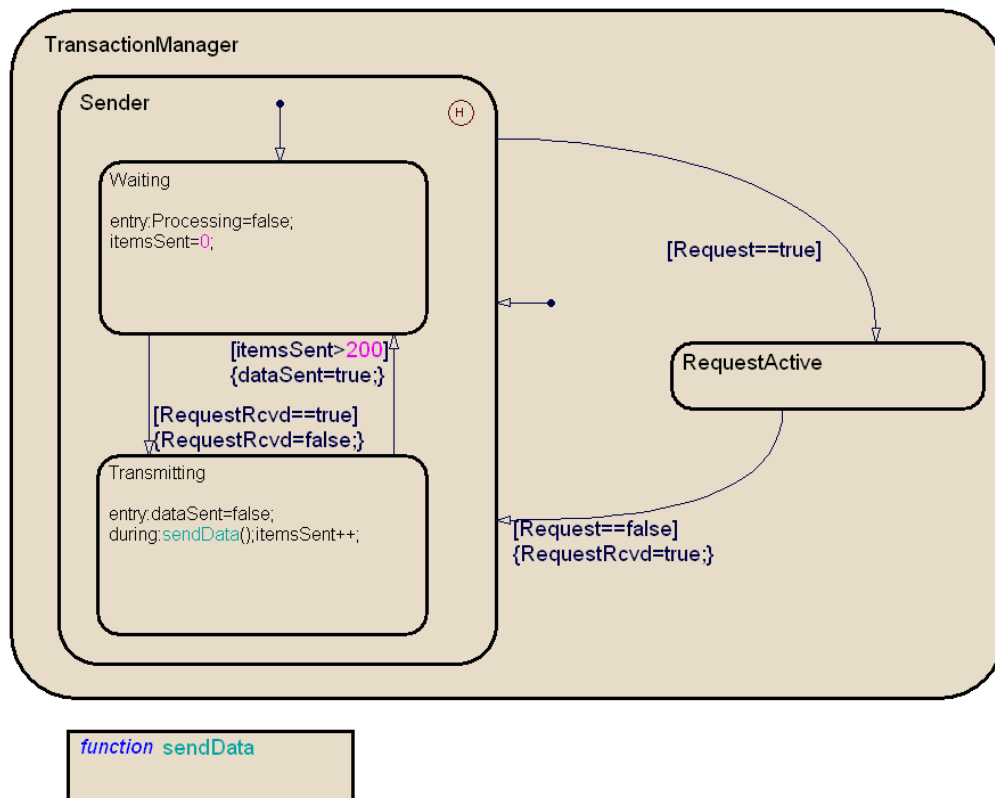 TransactionManager
Sender
H
Waiting
entry:Processing=false;
itemsSent=0;
[Request==true]
[itemsSent>200]
{dataSent=true;}
RequestActive
[RequestRcvd==true]
{RequestRcvd=false;}
Transmitting
entry:dataSent=false;
during:sendData();itemsSent++;
[Request==false]
{RequestRcvd=true;}
function sendData